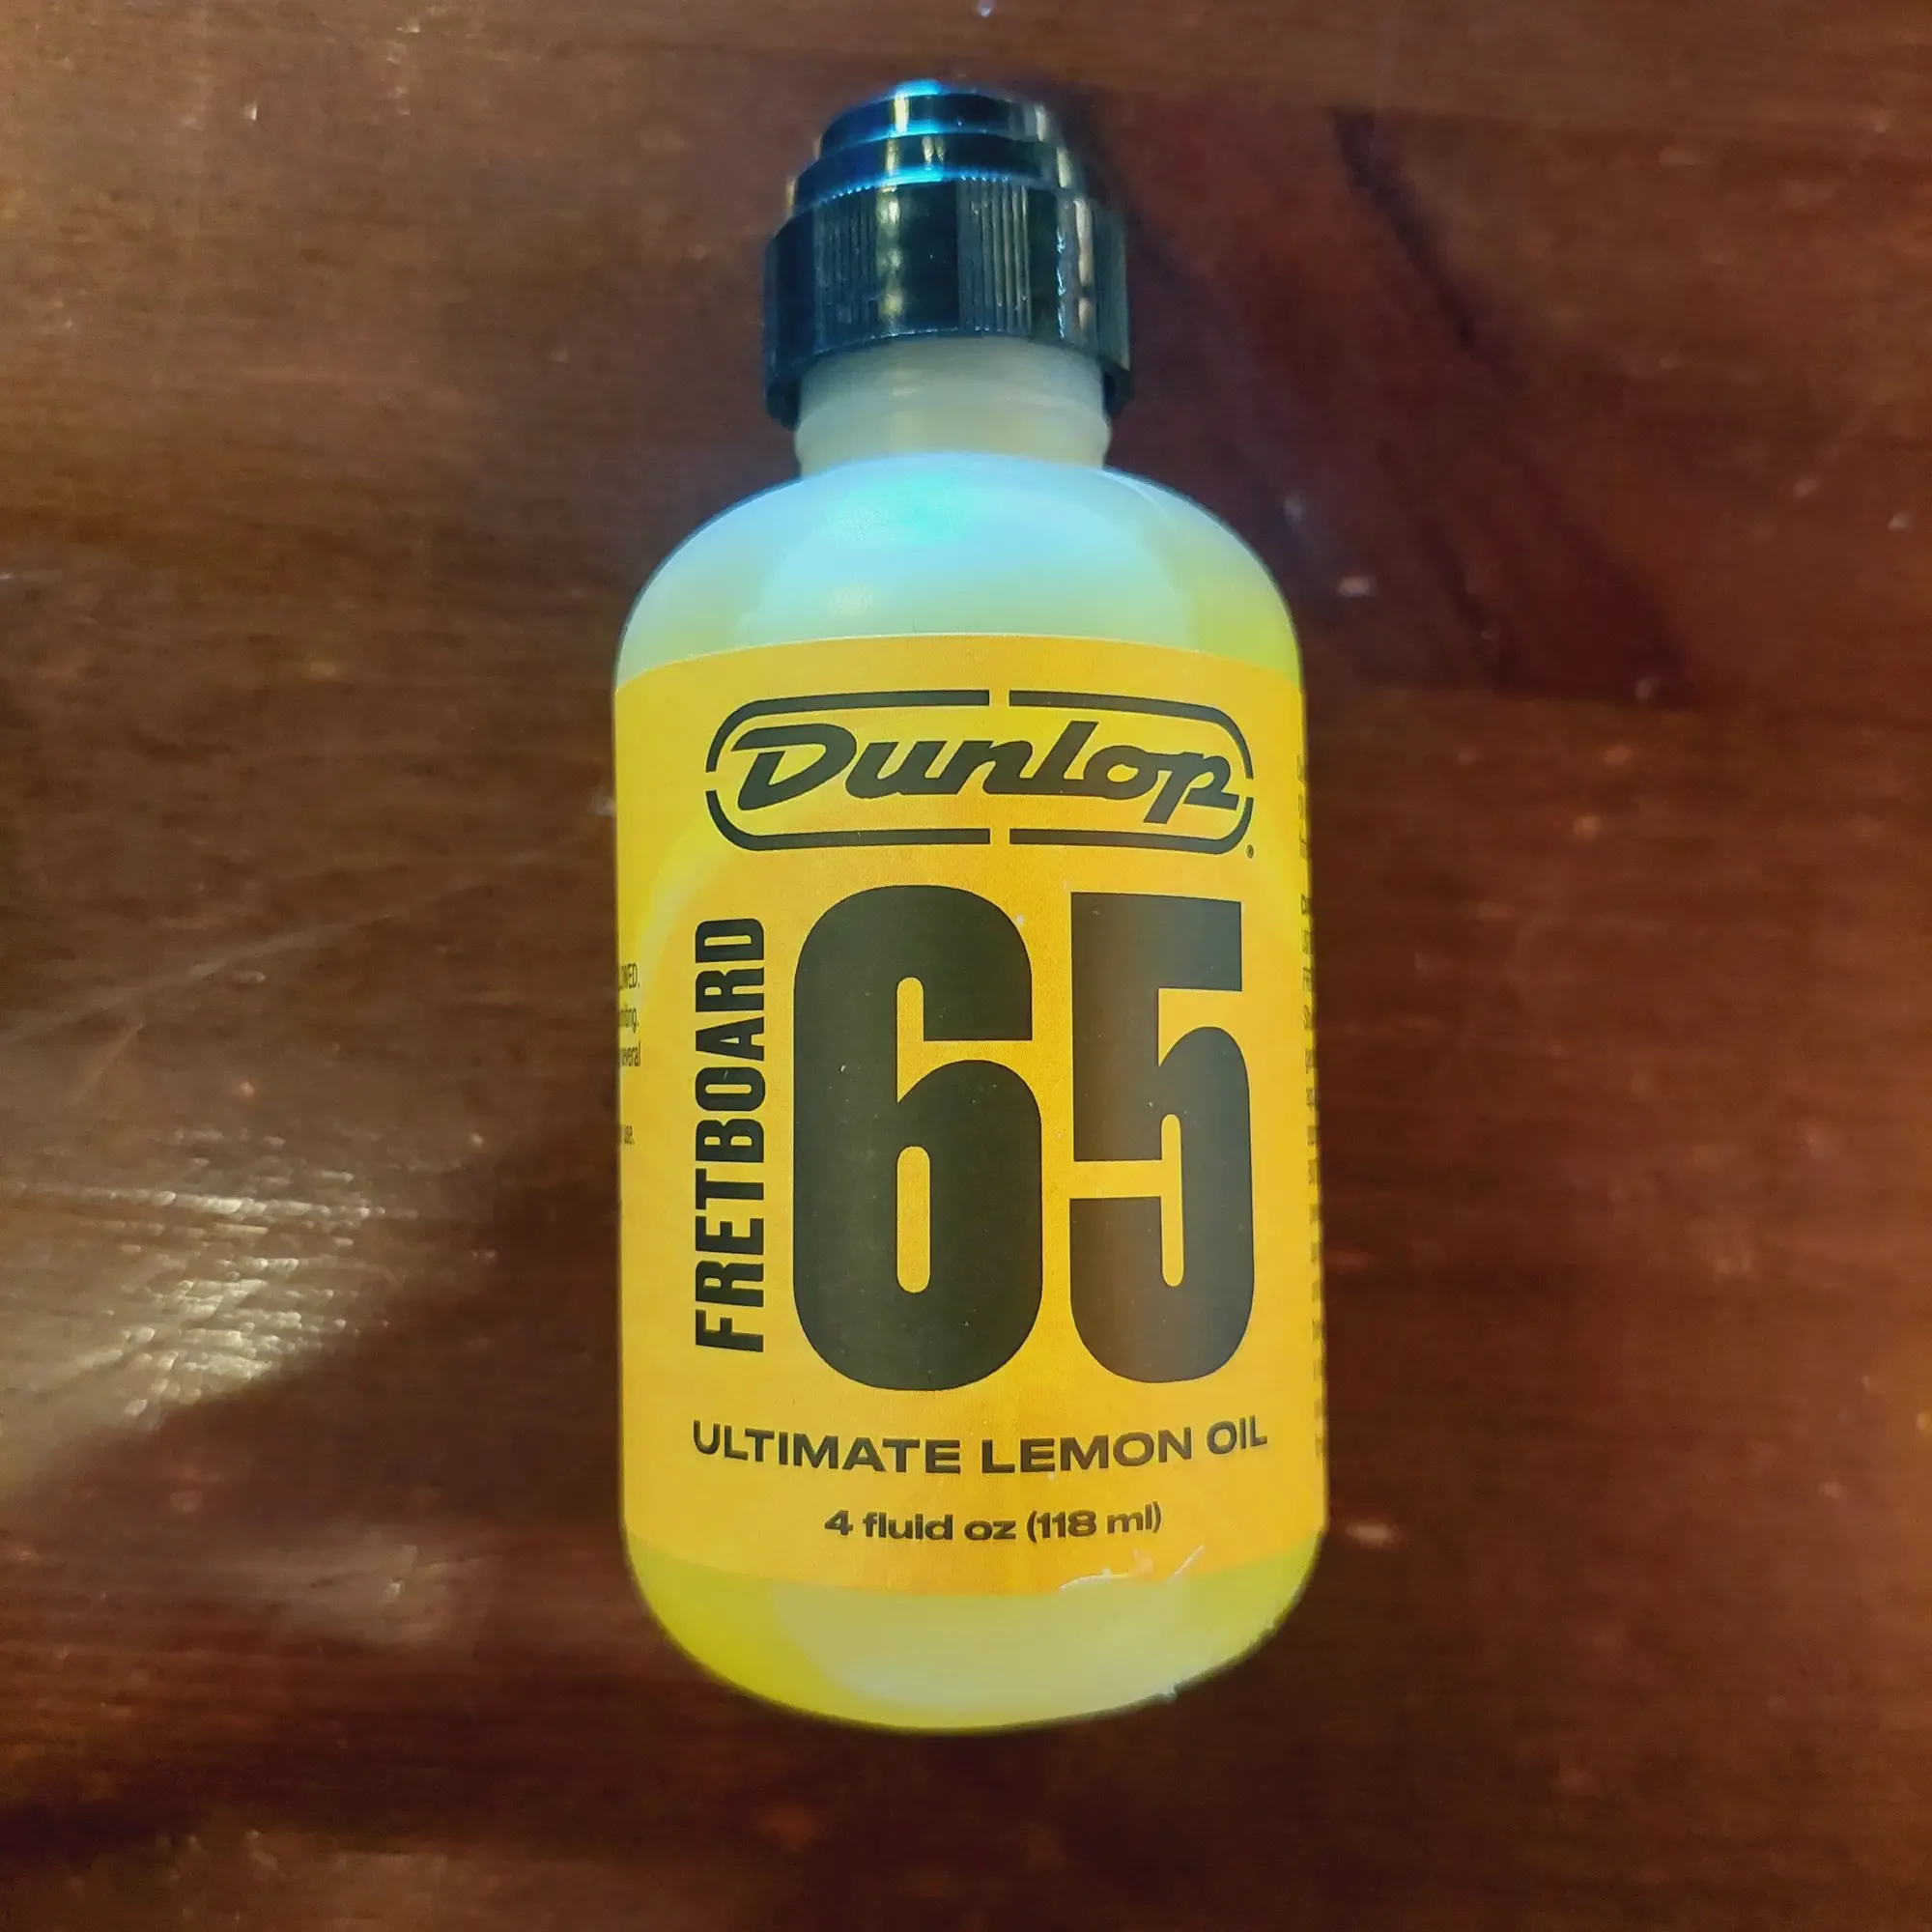 Dunlop®
FRETBOARD
65
ULTIMATE LEMON OIL
4 fluid oz (118 ml)